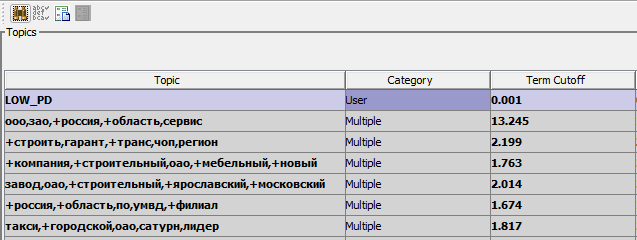 abc
def
bca
Topics
Topic Category Term Cutoff
LOW_PD User 0.001
ооо,зао,+россия,+область,сервис Multiple 13.245
+строить,гарант,+транс,чоп,регион Multiple 2.199
+компания,+строительный,оао,+мебельный,+новый Multiple 1.763
завод,оао,+строительный,+ярославский,+московский Multiple 2.014
+россия,+область,по,умвд,+филиал Multiple 1.674
такси,+городской,оао,сатурн,лидер Multiple 1.817